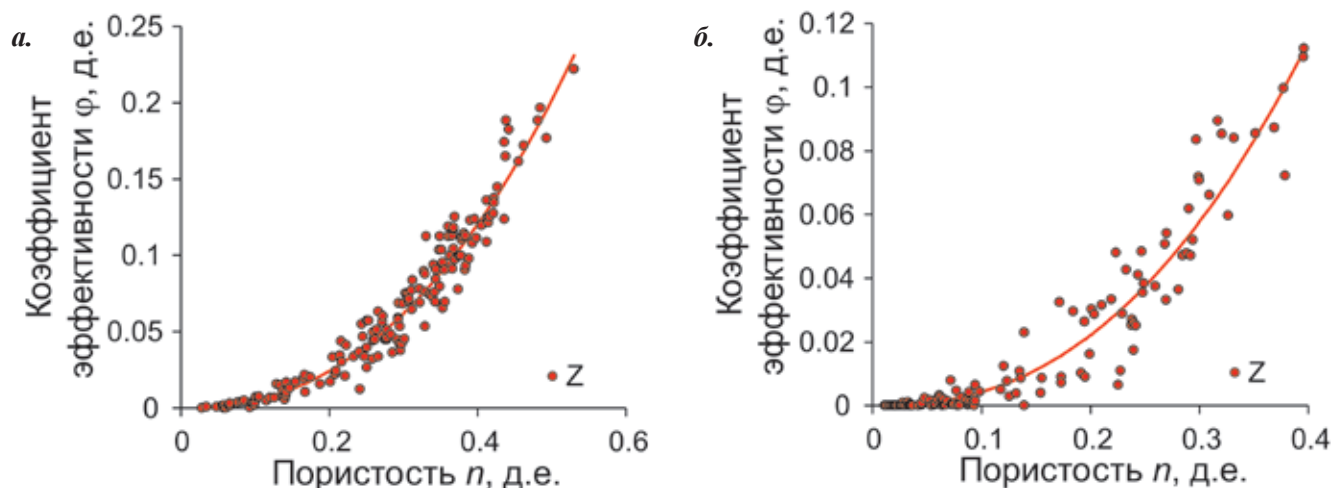 а.
Коэффициент
эффективности φ, д.е.
0.25
0.2
0.15
0.1
0.05
0
0
0.2
0.4
0.6
Z
Пористость n, д.е.
б.
Коэффициент
эффективности φ, д.е.
0.12
0.1
0.08
0.06
0.04
0.02
0
0
0.1
0.2
0.3
0.4
Z
Пористость n, д.е.